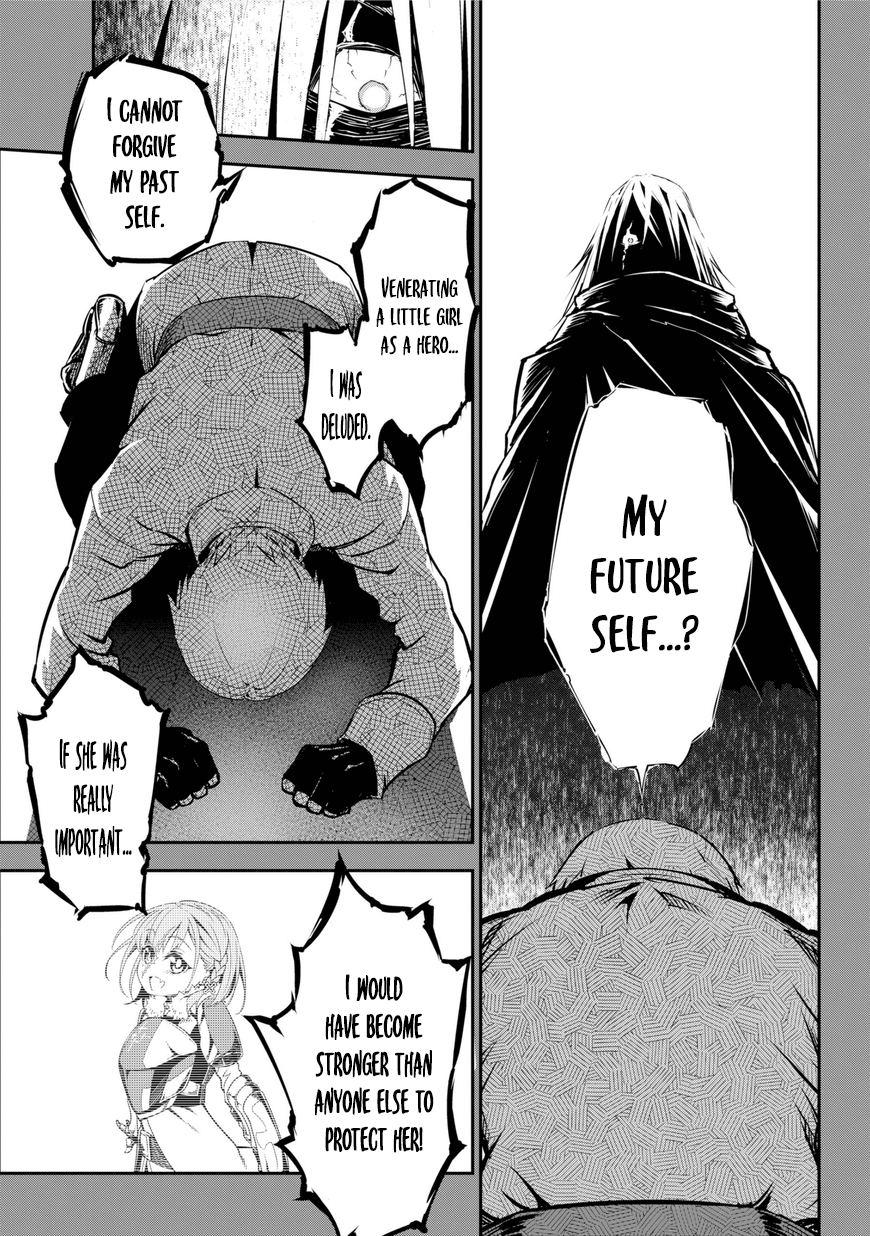 MY
FUTURE
SELF...?
I CANNOT
FORGIVE
MY PAST
SELF.
VENERATING
A LITTLE GIRL
AS A HERO...
I WAS
DELUDED.
IF SHE WAS
REALLY
IMPORTANT...
I WOULD
HAVE BECOME
STRONGER THAN
ANYONE ELSE TO
PROTECT HER!